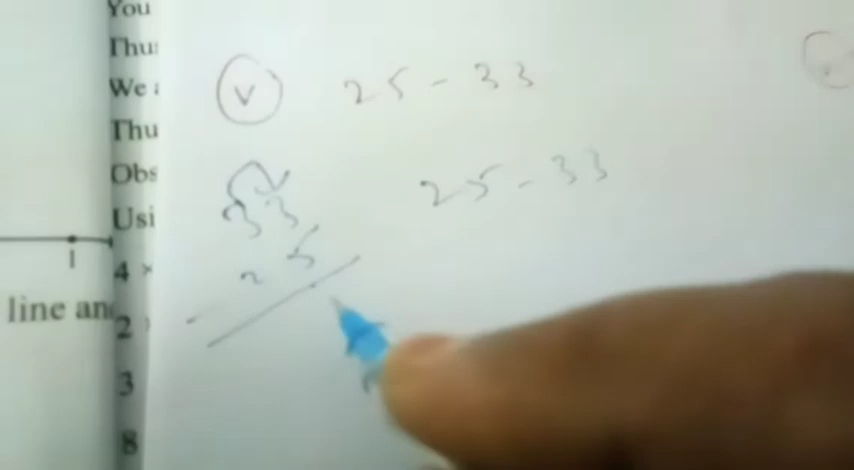 You
Thu
We
Thu
Obs
Usi
4 ×
2
3
8
1
line an
v 25 - 33
25 - 33
33
- 25